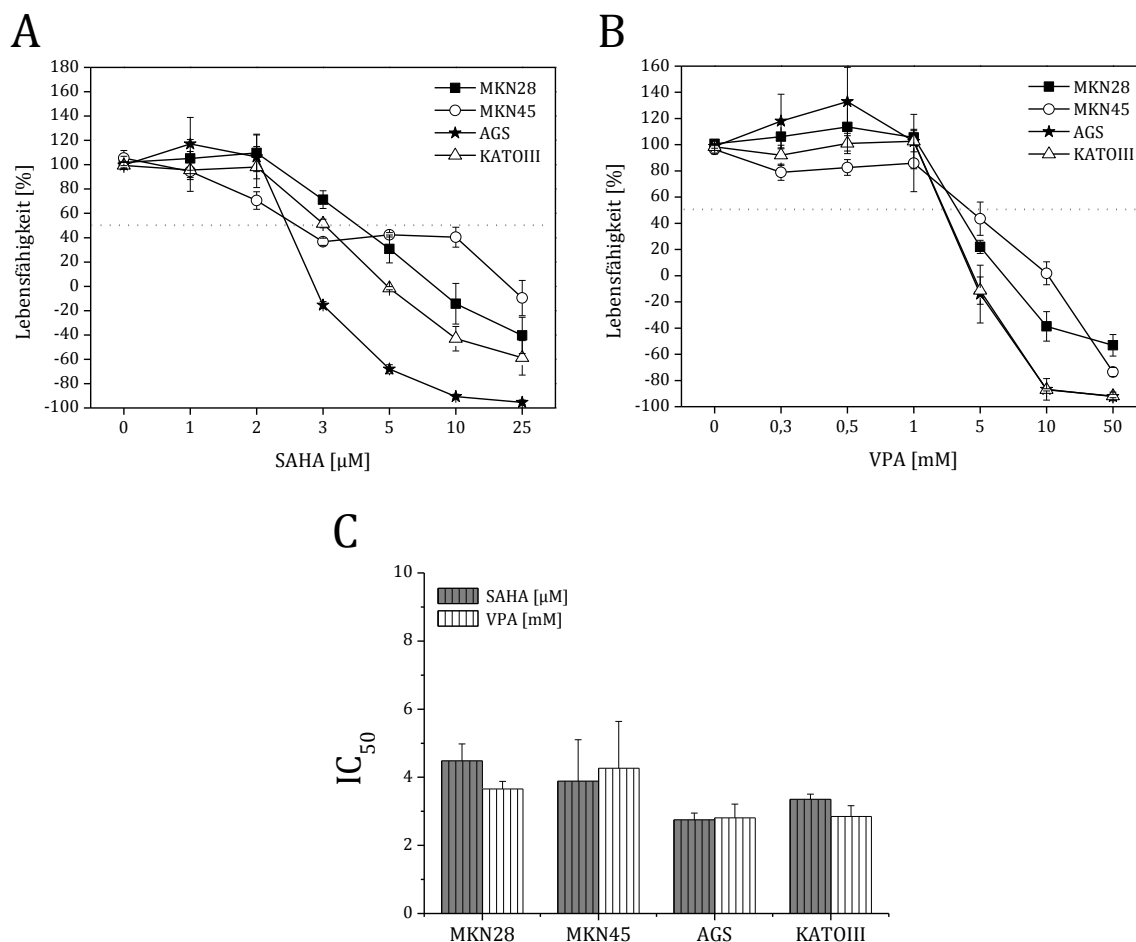 A
180
160
140
120
100
80
60
40
20
0
-20
-40
-60
-80
-100
Lebensfähigkeit [%]
MKN28
MKN45
AGS
KATOIII
0 1 2 3 5 10 25
SAHA [µM]
B
160
140
120
100
80
60
40
20
0
-20
-40
-60
-80
-100
Lebensfähigkeit [%]
MKN28
MKN45
AGS
KATOIII
0 0,3 0,5 1 5 10 50
VPA [mM]
C
10
8
6
4
2
0
IC50
SAHA [µM]
VPA [mM]
MKN28 MKN45 AGS KATOIII